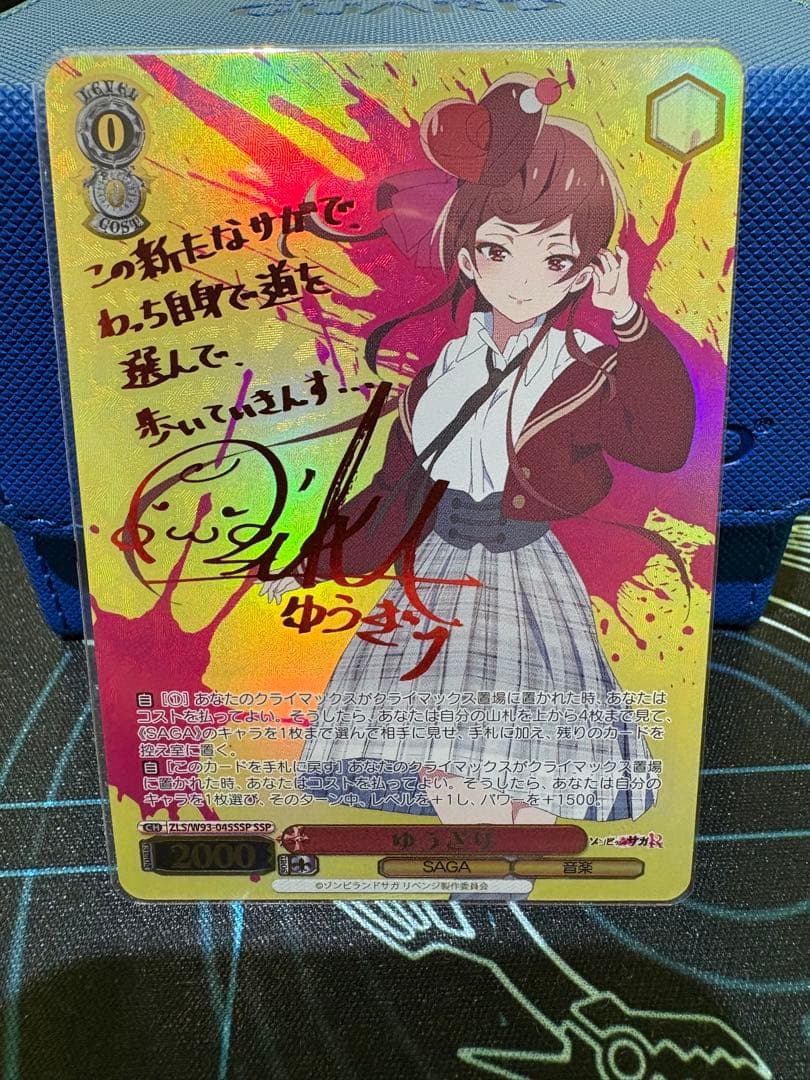 GUARD
LEVEL
0
0
COST
この新たなサガで、
わっち自身で道を
選んで、
歩いていきんす…
ゆうぎり
自［①］あなたのクライマックスがクライマックス置場に置かれた時、あなたは
コストを払ってよい。そうしたら、あなたは自分の山札を上から4枚まで見て、
《SAGA》のキャラを1枚まで選んで相手に見せ、手札に加え、残りのカードを
控え室に置く。
自［このカードを手札に戻す］あなたのクライマックスがクライマックス置場
に置かれた時、あなたはコストを払ってよい。そうしたら、あなたは自分の
キャラを1枚選び、そのターン中、レベルを＋1し、パワーを＋1500。
CH ZLS/W93-045SSP SSP
ゆうぎり
ゾンビランドサガR
2000
SAGA
音楽
©ゾンビランドサガ リベンジ製作委員会